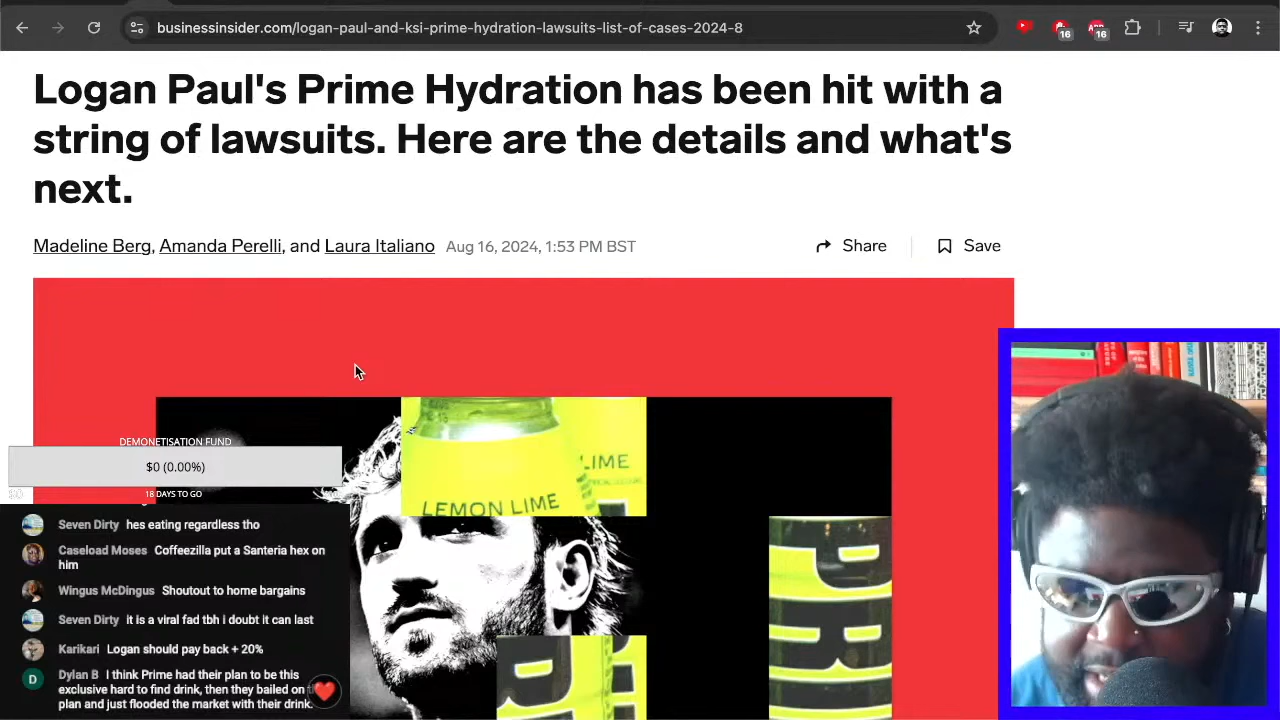 businessinsider.com/logan-paul-and-ksi-prime-hydration-lawsuits-list-of-cases-2024-8
16
16
Logan Paul's Prime Hydration has been hit with a
string of lawsuits. Here are the details and what's
next.
Madeline Berg, Amanda Perelli, and Laura Italiano Aug 16, 2024, 1:53 PM BST
Share
Save
LIME
LEMON LIME
DEMONETISATION FUND
$0 (0.00%)
$0
18 DAYS TO GO
Seven Dirty hes eating regardless tho
Caseload Moses Coffeezilla put a Santeria hex on
him
Wingus McDingus Shoutout to home bargains
Seven Dirty it is a viral fad tbh i doubt it can last
Karikari Logan should pay back + 20%
D
Dylan B I think Prime had their plan to be this
exclusive hard to find drink, then they bailed on
plan and just flooded the market with their drink.